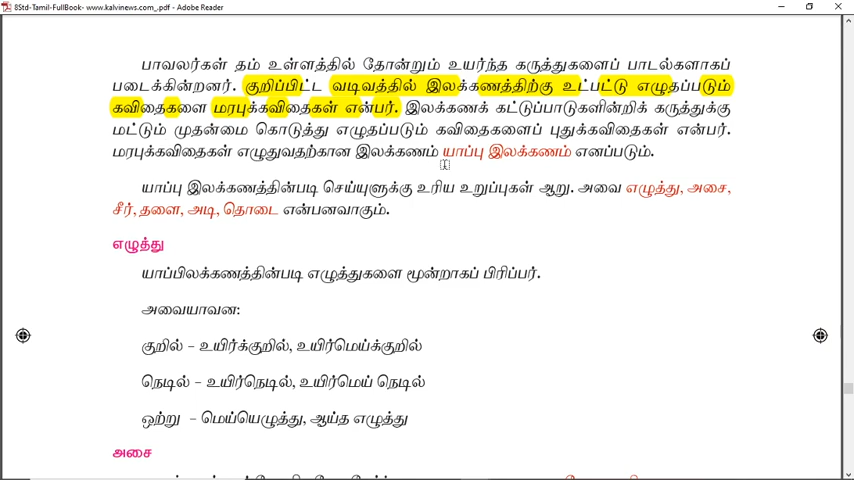 8Std-Tamil-FullBook- www.kalvinews.com_.pdf - Adobe Reader
பாவலர்கள் தம் உள்ளத்தில் தோன்றும் உயர்ந்த கருத்துகளைப் பாடல்களாகப்
படைக்கின்றனர். குறிப்பிட்ட வடிவத்தில் இலக்கணத்திற்கு உட்பட்டு எழுதப்படும்
கவிதைகளை மரபுக்கவிதைகள் என்பர். இலக்கணக் கட்டுப்பாடுகளின்றிக் கருத்துக்கு
மட்டும் முதன்மை கொடுத்து எழுதப்படும் கவிதைகளைப் புதுக்கவிதைகள் என்பர்.
மரபுக்கவிதைகள் எழுதுவதற்கான இலக்கணம் யாப்பு இலக்கணம் எனப்படும்.
யாப்பு இலக்கணத்தின்படி செய்யுளுக்கு உரிய உறுப்புகள் ஆறு. அவை எழுத்து, அசை,
சீர், தளை, அடி, தொடை என்பனவாகும்.
எழுத்து
யாப்பிலக்கணத்தின்படி எழுத்துகளை மூன்றாகப் பிரிப்பர்.
அவையாவன:
குறில் – உயிர்க்குறில், உயிர்மெய்க்குறில்
நெடில் – உயிர்நெடில், உயிர்மெய் நெடில்
ஒற்று – மெய்யெழுத்து, ஆய்த எழுத்து
அசை